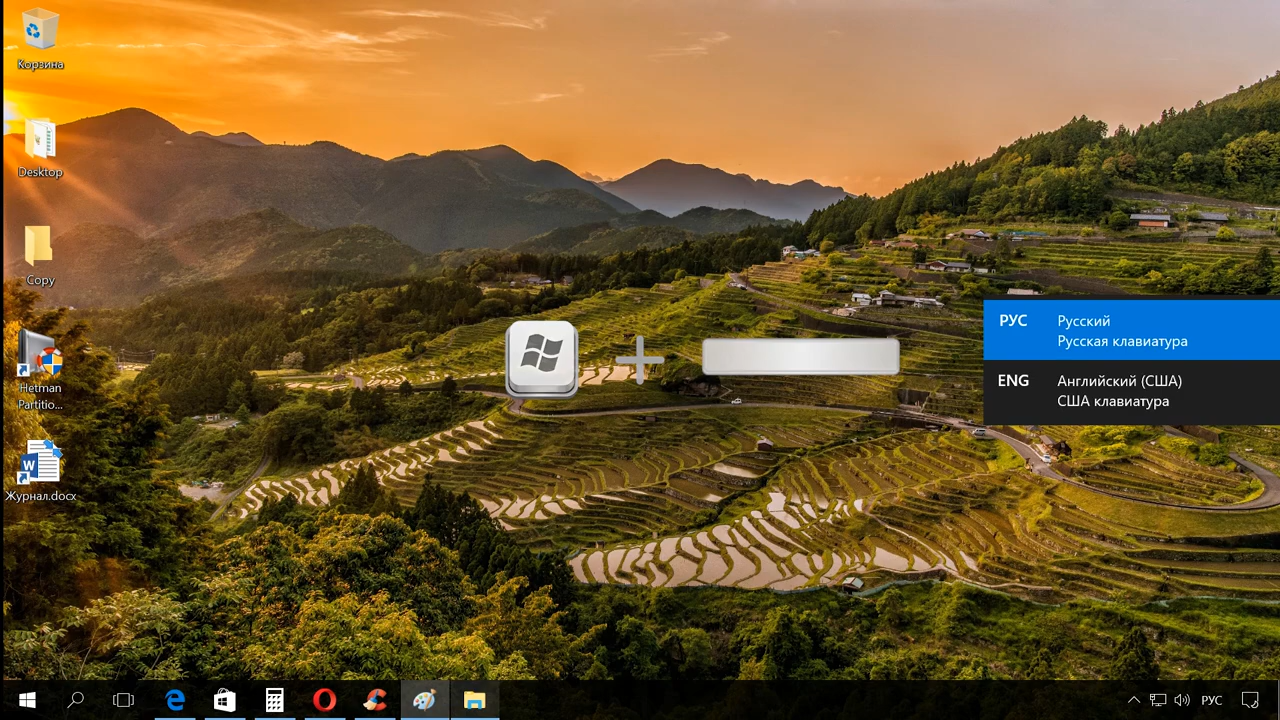 Корзина
Desktop
Copy
Hetman
Partitio...
Журнал.docx
РУС Русский
Русская клавиатура
ENG Английский (США)
США клавиатура
РУС